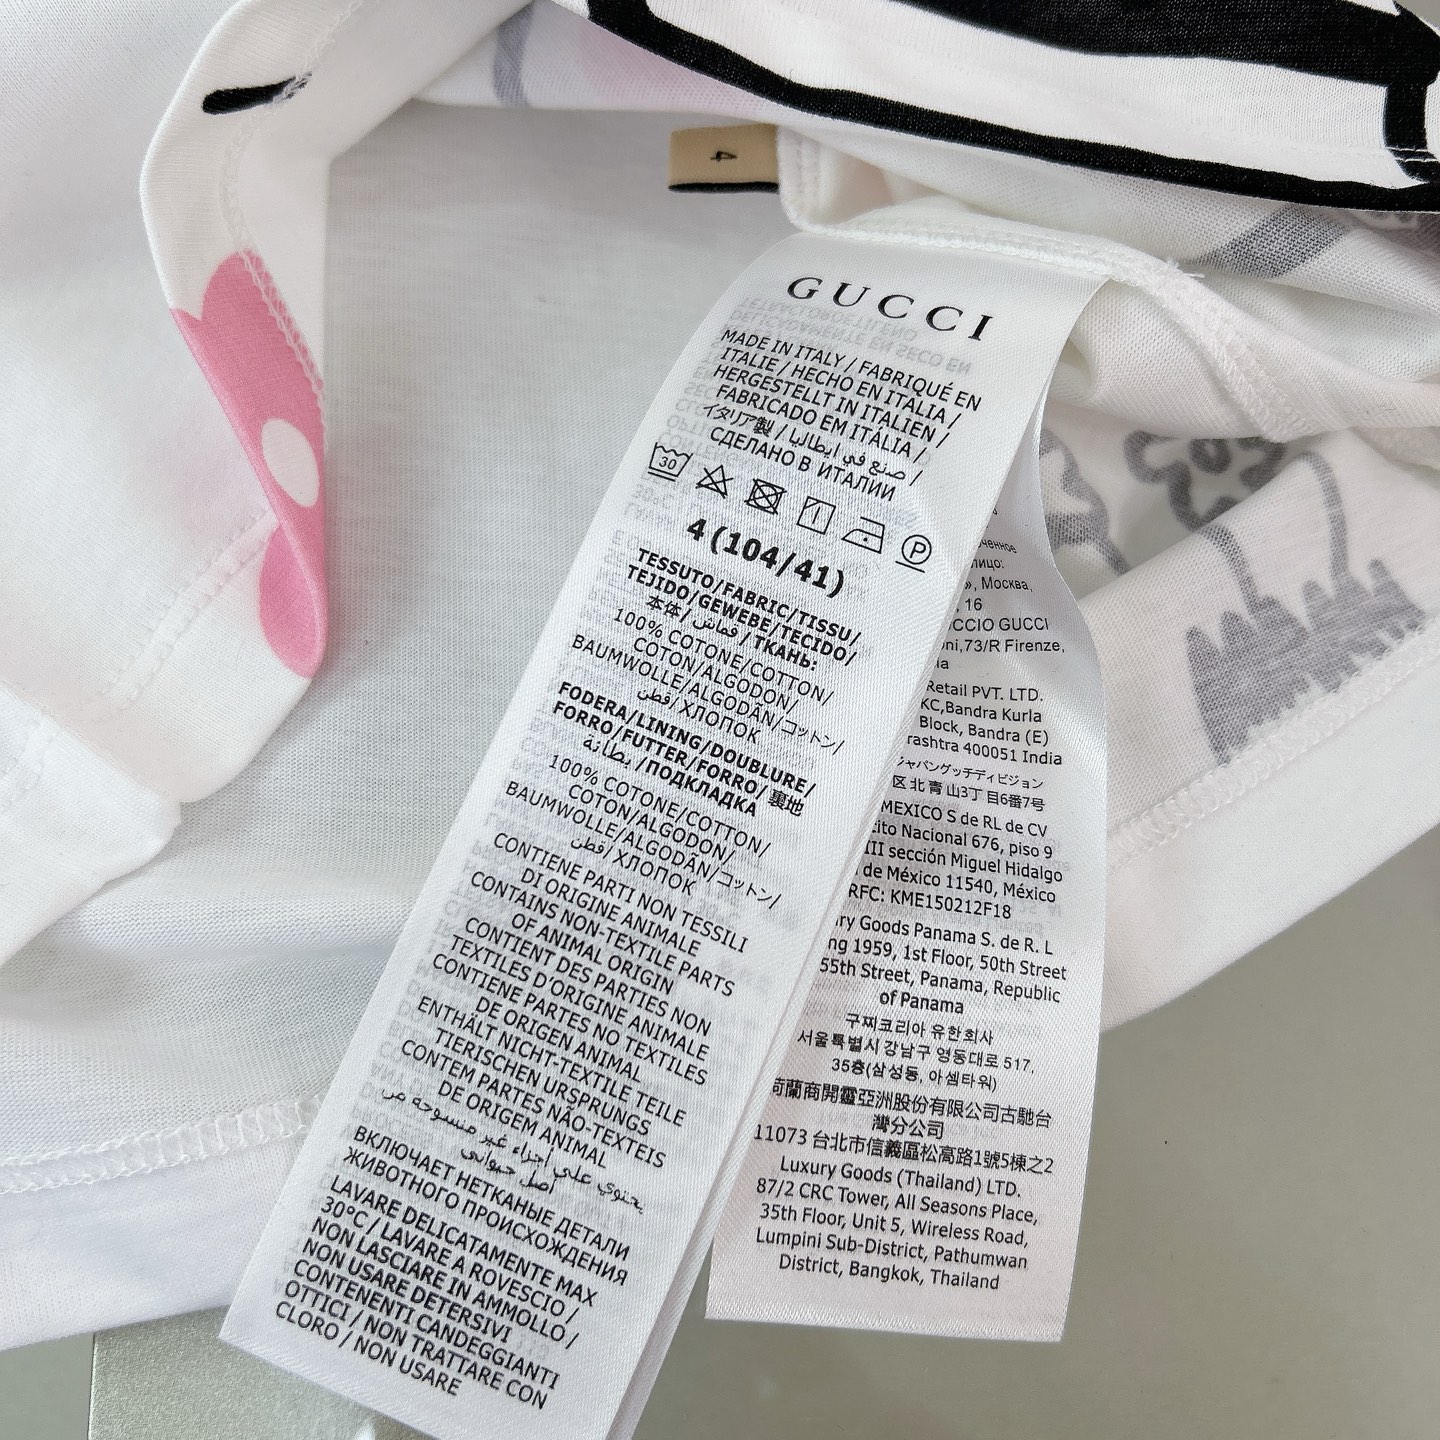 4
GUCCI
MADE IN ITALY / FABRIQUÉ EN
ITALIE / HECHO EN ITALIA /
HERGESTELLT IN ITALIEN /
FABRICADO EM ITÁLIA /
イタリア製 / صنع في ايطاليا /
СДЕЛАНО В ИТАЛИИ
30
P
4 (104/41)
TESSUTO/FABRIC/TISSU/
TEJIDO/GEWEBE/TECIDO/
本体/ قماش / ТКАНЬ:
100% COTONE/COTTON/
COTON/ALGODON/
BAUMWOLLE/ALGODÃN/コットン/
قطن/ХЛОПОК
FODERA/LINING/DOUBLURE/
FORRO/FUTTER/FORRO/ 裏地
بطانة /ПОДКЛАДКА
100% COTONE/COTTON/
COTON/ALGODON/
BAUMWOLLE/ALGODÃN/コットン/
قطن/ХЛОПОК
CONTIENE PARTI NON TESSILI
DI ORIGINE ANIMALE
CONTAINS NON-TEXTILE PARTS
OF ANIMAL ORIGIN
CONTIENT DES PARTIES NON
TEXTILES D'ORIGINE ANIMALE
CONTIENE PARTES NO TEXTILES
DE ORIGEN ANIMAL
ENTHÄLT NICHT-TEXTILE TEILE
TIERISCHEN URSPRUNGS
CONTEM PARTES NÃO-TEXTEIS
DE ORIGEM ANIMAL
يحتوي علي أجزاء غير منسوجه من
أصل حيواني
ВКЛЮЧАЕТ НЕТКАНЫЕ ДЕТАЛИ
ЖИВОТНОГО ПРОИСХОЖДЕНИЯ
LAVARE DELICATAMENTE MAX
30°C / LAVARE A ROVESCIO /
NON LASCIARE IN AMMOLLO /
NON USARE DETERSIVI
CONTENENTI CANDEGGIANTI
OTTICI / NON TRATTARE CON
CLORO / NON USARE
ченное
лицо:
», Москва,
. 16
CCIO GUCCI
oni,73/R Firenze,
Retail PVT. LTD.
KC,Bandra Kurla
Block, Bandra (E)
rashtra 400051 India
ジャパングッチディビジョン
区北青山3丁目6番7号
MEXICO S de RL de CV
cito Nacional 676, piso 9
III sección Miguel Hidalgo
de México 11540, México
RFC: KME150212F18
ry Goods Panama S. de R. L
ng 1959, 1st Floor, 50th Street
55th Street, Panama, Republic
of Panama
구찌코리아 유한회사
서울특별시 강남구 영동대로 517,
35층(삼성동, 아셈타워)
荷蘭商開雲亞洲股份有限公司古馳台
灣分公司
11073 台北市信義區松高路1號5棟之2
Luxury Goods (Thailand) LTD.
87/2 CRC Tower, All Seasons Place,
35th Floor, Unit 5, Wireless Road,
Lumpini Sub-District, Pathumwan
District, Bangkok, Thailand